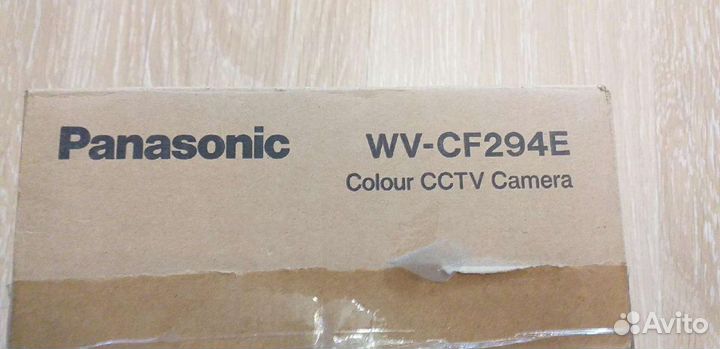 Panasonic WV-CF294E
Colour CCTV Camera
Avito